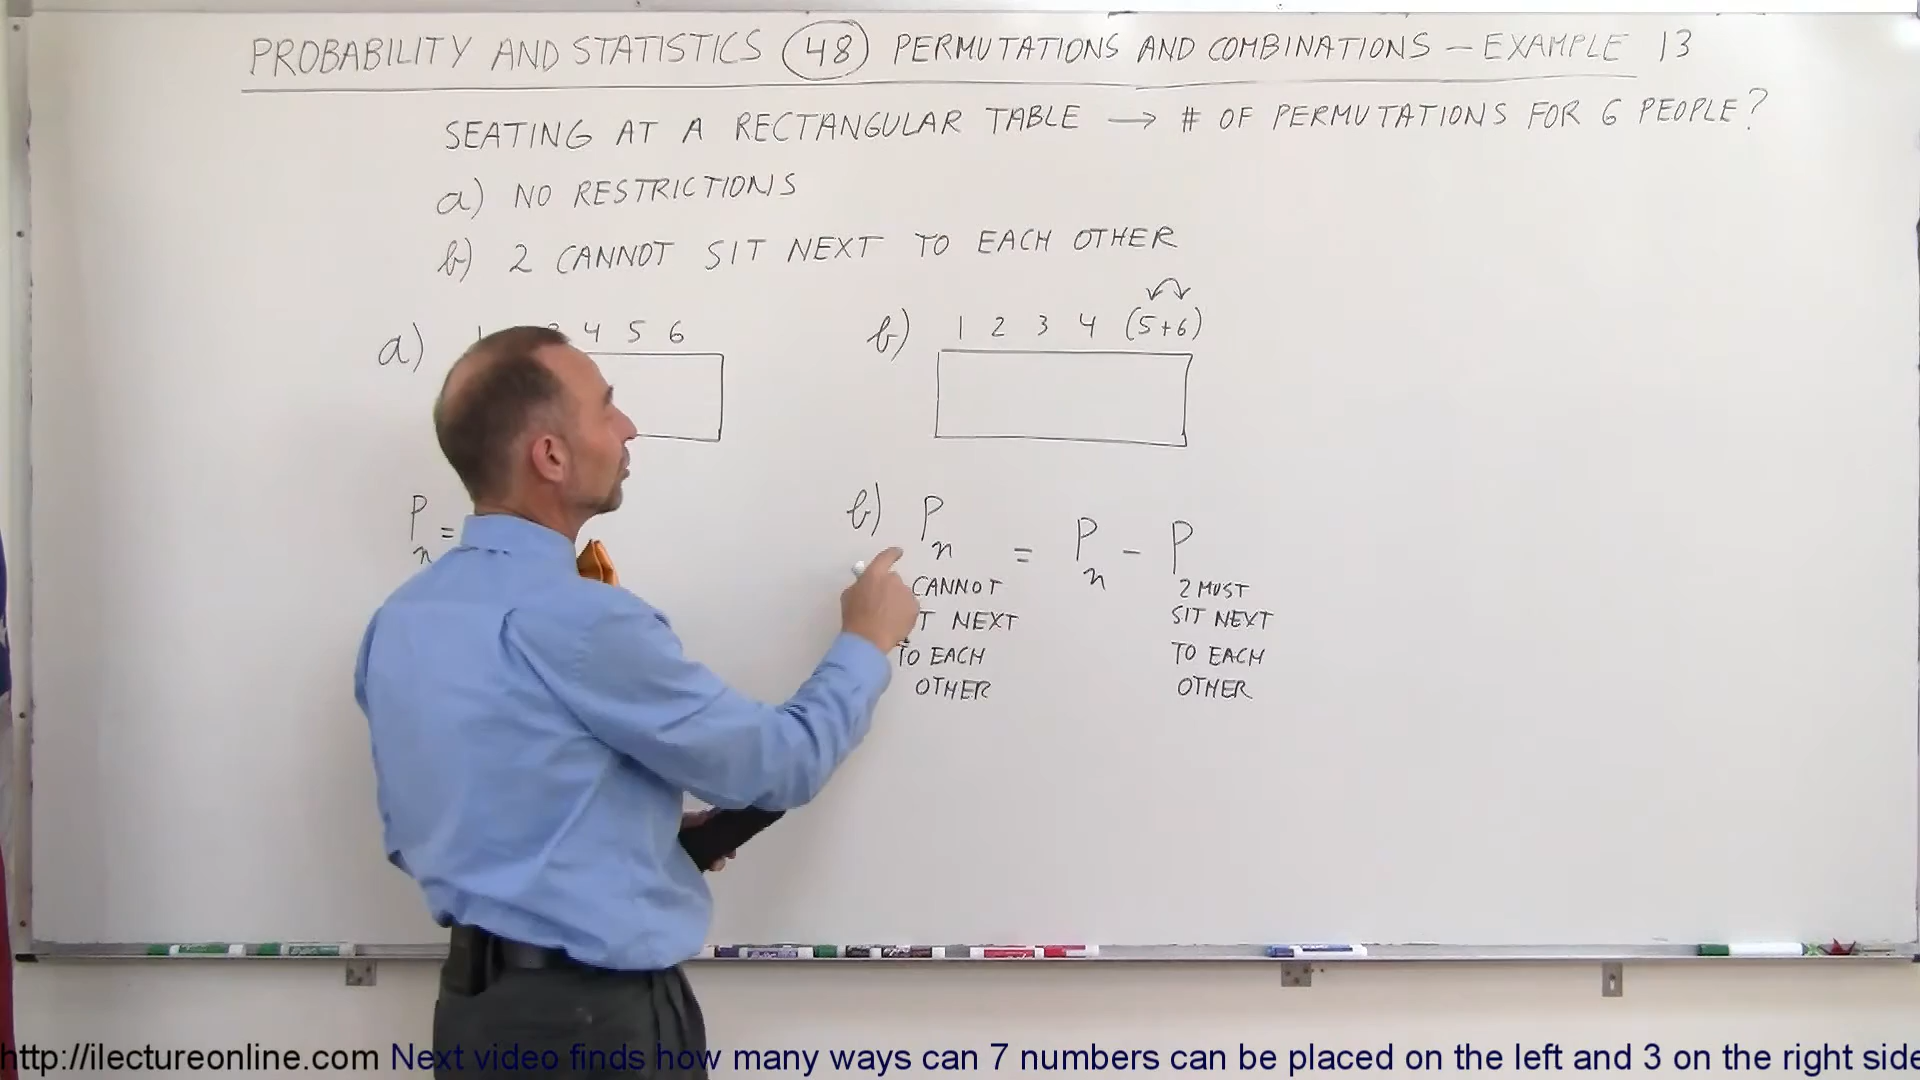 PROBABILITY AND STATISTICS 48 PERMUTATIONS AND COMBINATIONS – EXAMPLE 13
SEATING AT A RECTANGULAR TABLE → # OF PERMUTATIONS FOR 6 PEOPLE?
a) NO RESTRICTIONS
b) 2 CANNOT SIT NEXT TO EACH OTHER
a) 4 5 6
b) 1 2 3 4 (5+6)
P n =
b) P n = P n - P
CANNOT
NEXT
TO EACH
OTHER
2 MUST
SIT NEXT
TO EACH
OTHER
http://ilectureonline.com Next video finds how many ways can 7 numbers can be placed on the left and 3 on the right side